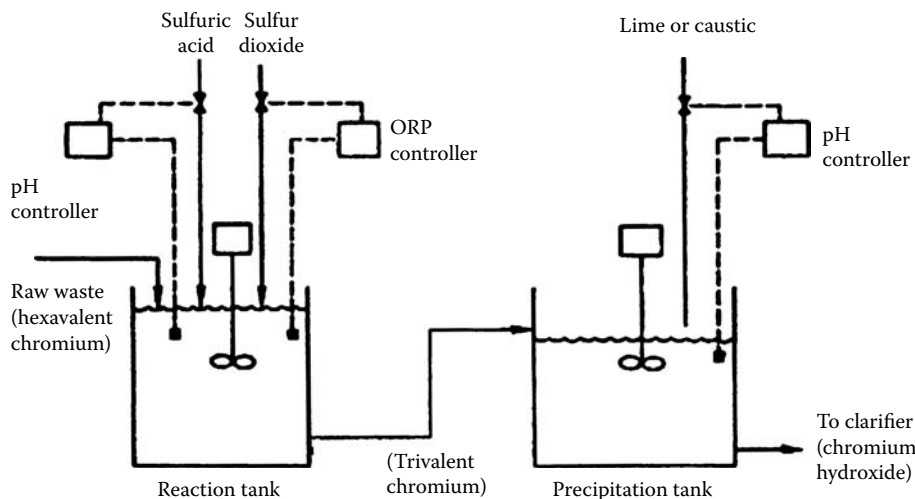 Sulfuric
acid
Sulfur
dioxide
Lime or caustic
ORP
controller
pH
controller
pH
controller
Raw waste
(hexavalent
chromium)
(Trivalent
chromium)
To clarifier
(chromium
hydroxide)
Reaction tank
Precipitation tank